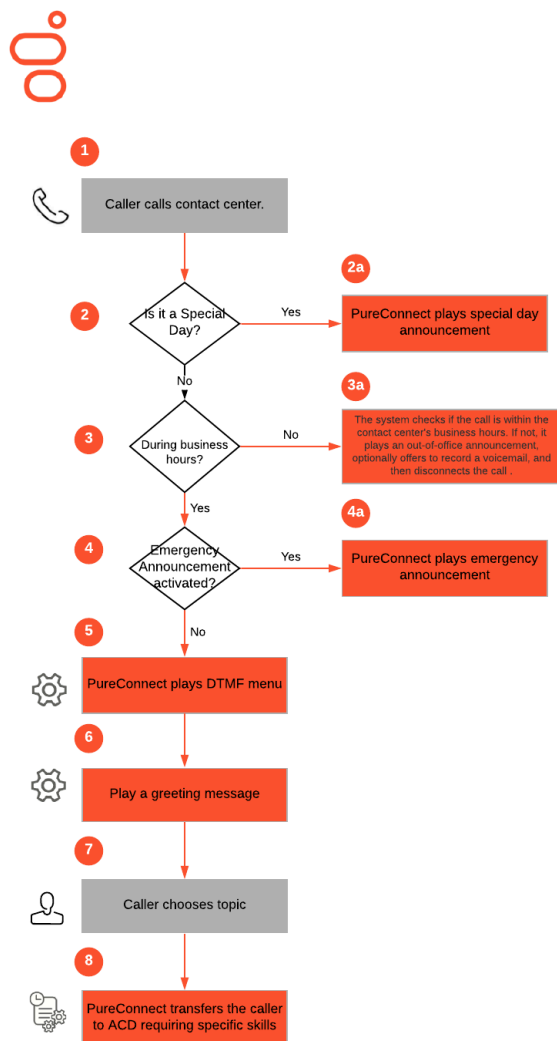 1
Caller calls contact center.
2a
2
Is it a Special
Day?
Yes
PureConnect plays special day
announcement
No
3a
3
During business
hours?
No
The system checks if the call is within the
contact center's business hours. If not, it
plays an out-of-office announcement,
optionally offers to record a voicemail, and
then disconnects the call .
Yes
4a
4
Emergency
Announcement
activated?
Yes
PureConnect plays emergency
announcement
No
5
PureConnect plays DTMF menu
6
Play a greeting message
7
Caller chooses topic
8
PureConnect transfers the caller
to ACD requiring specific skills